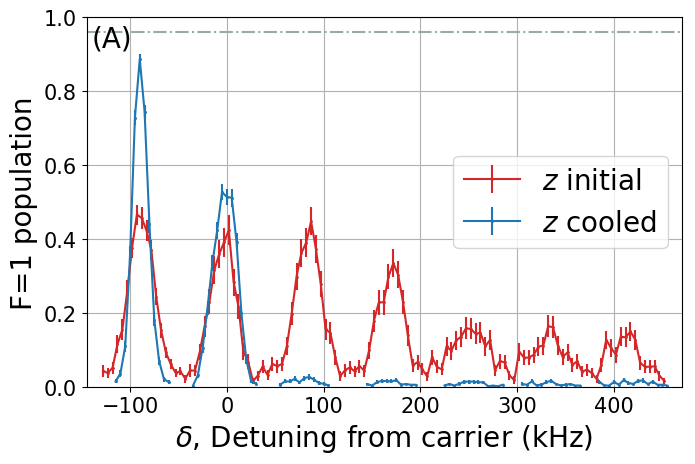 (A)
F=1 population
1.0
0.8
0.6
0.4
0.2
0.0
z initial
z cooled
−100 0 100 200 300 400
δ, Detuning from carrier (kHz)